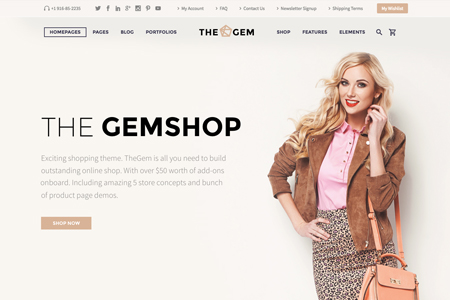 +1 916-85-2235 My Account FAQ Contact Us Newsletter Signup Shipping Terms My Wishlist
HOMEPAGES PAGES BLOG PORTFOLIOS THE GEM SHOP FEATURES ELEMENTS
THE GEMSHOP
Exciting shopping theme. TheGem is all you need to build
outstanding online shop. With over $50 worth of add-ons
onboard. Including amazing 5 store concepts and bunch
of product page demos.
SHOP NOW